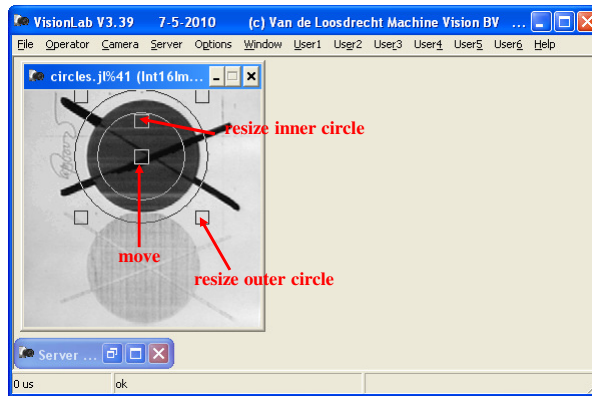 VisionLab V3.39 7-5-2010 (c) Van de Loosdrecht Machine Vision BV ...
File Operator Camera Server Options Window User1 User2 User3 User4 User5 User6 Help
circles.jl%41 (Int16Im...
resize inner circle
move
resize outer circle
Server ...
0 us ok